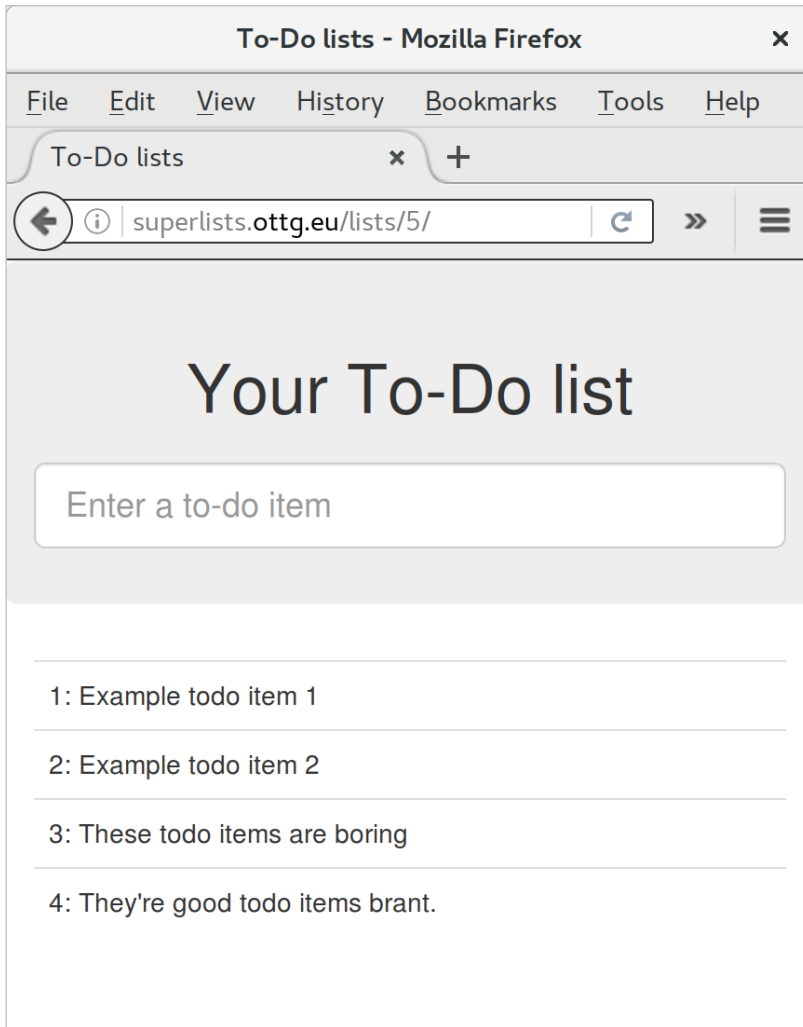 To-Do lists - Mozilla Firefox
File Edit View History Bookmarks Tools Help
To-Do lists
superlists.ottg.eu/lists/5/
Your To-Do list
Enter a to-do item
1: Example todo item 1
2: Example todo item 2
3: These todo items are boring
4: They're good todo items brant.